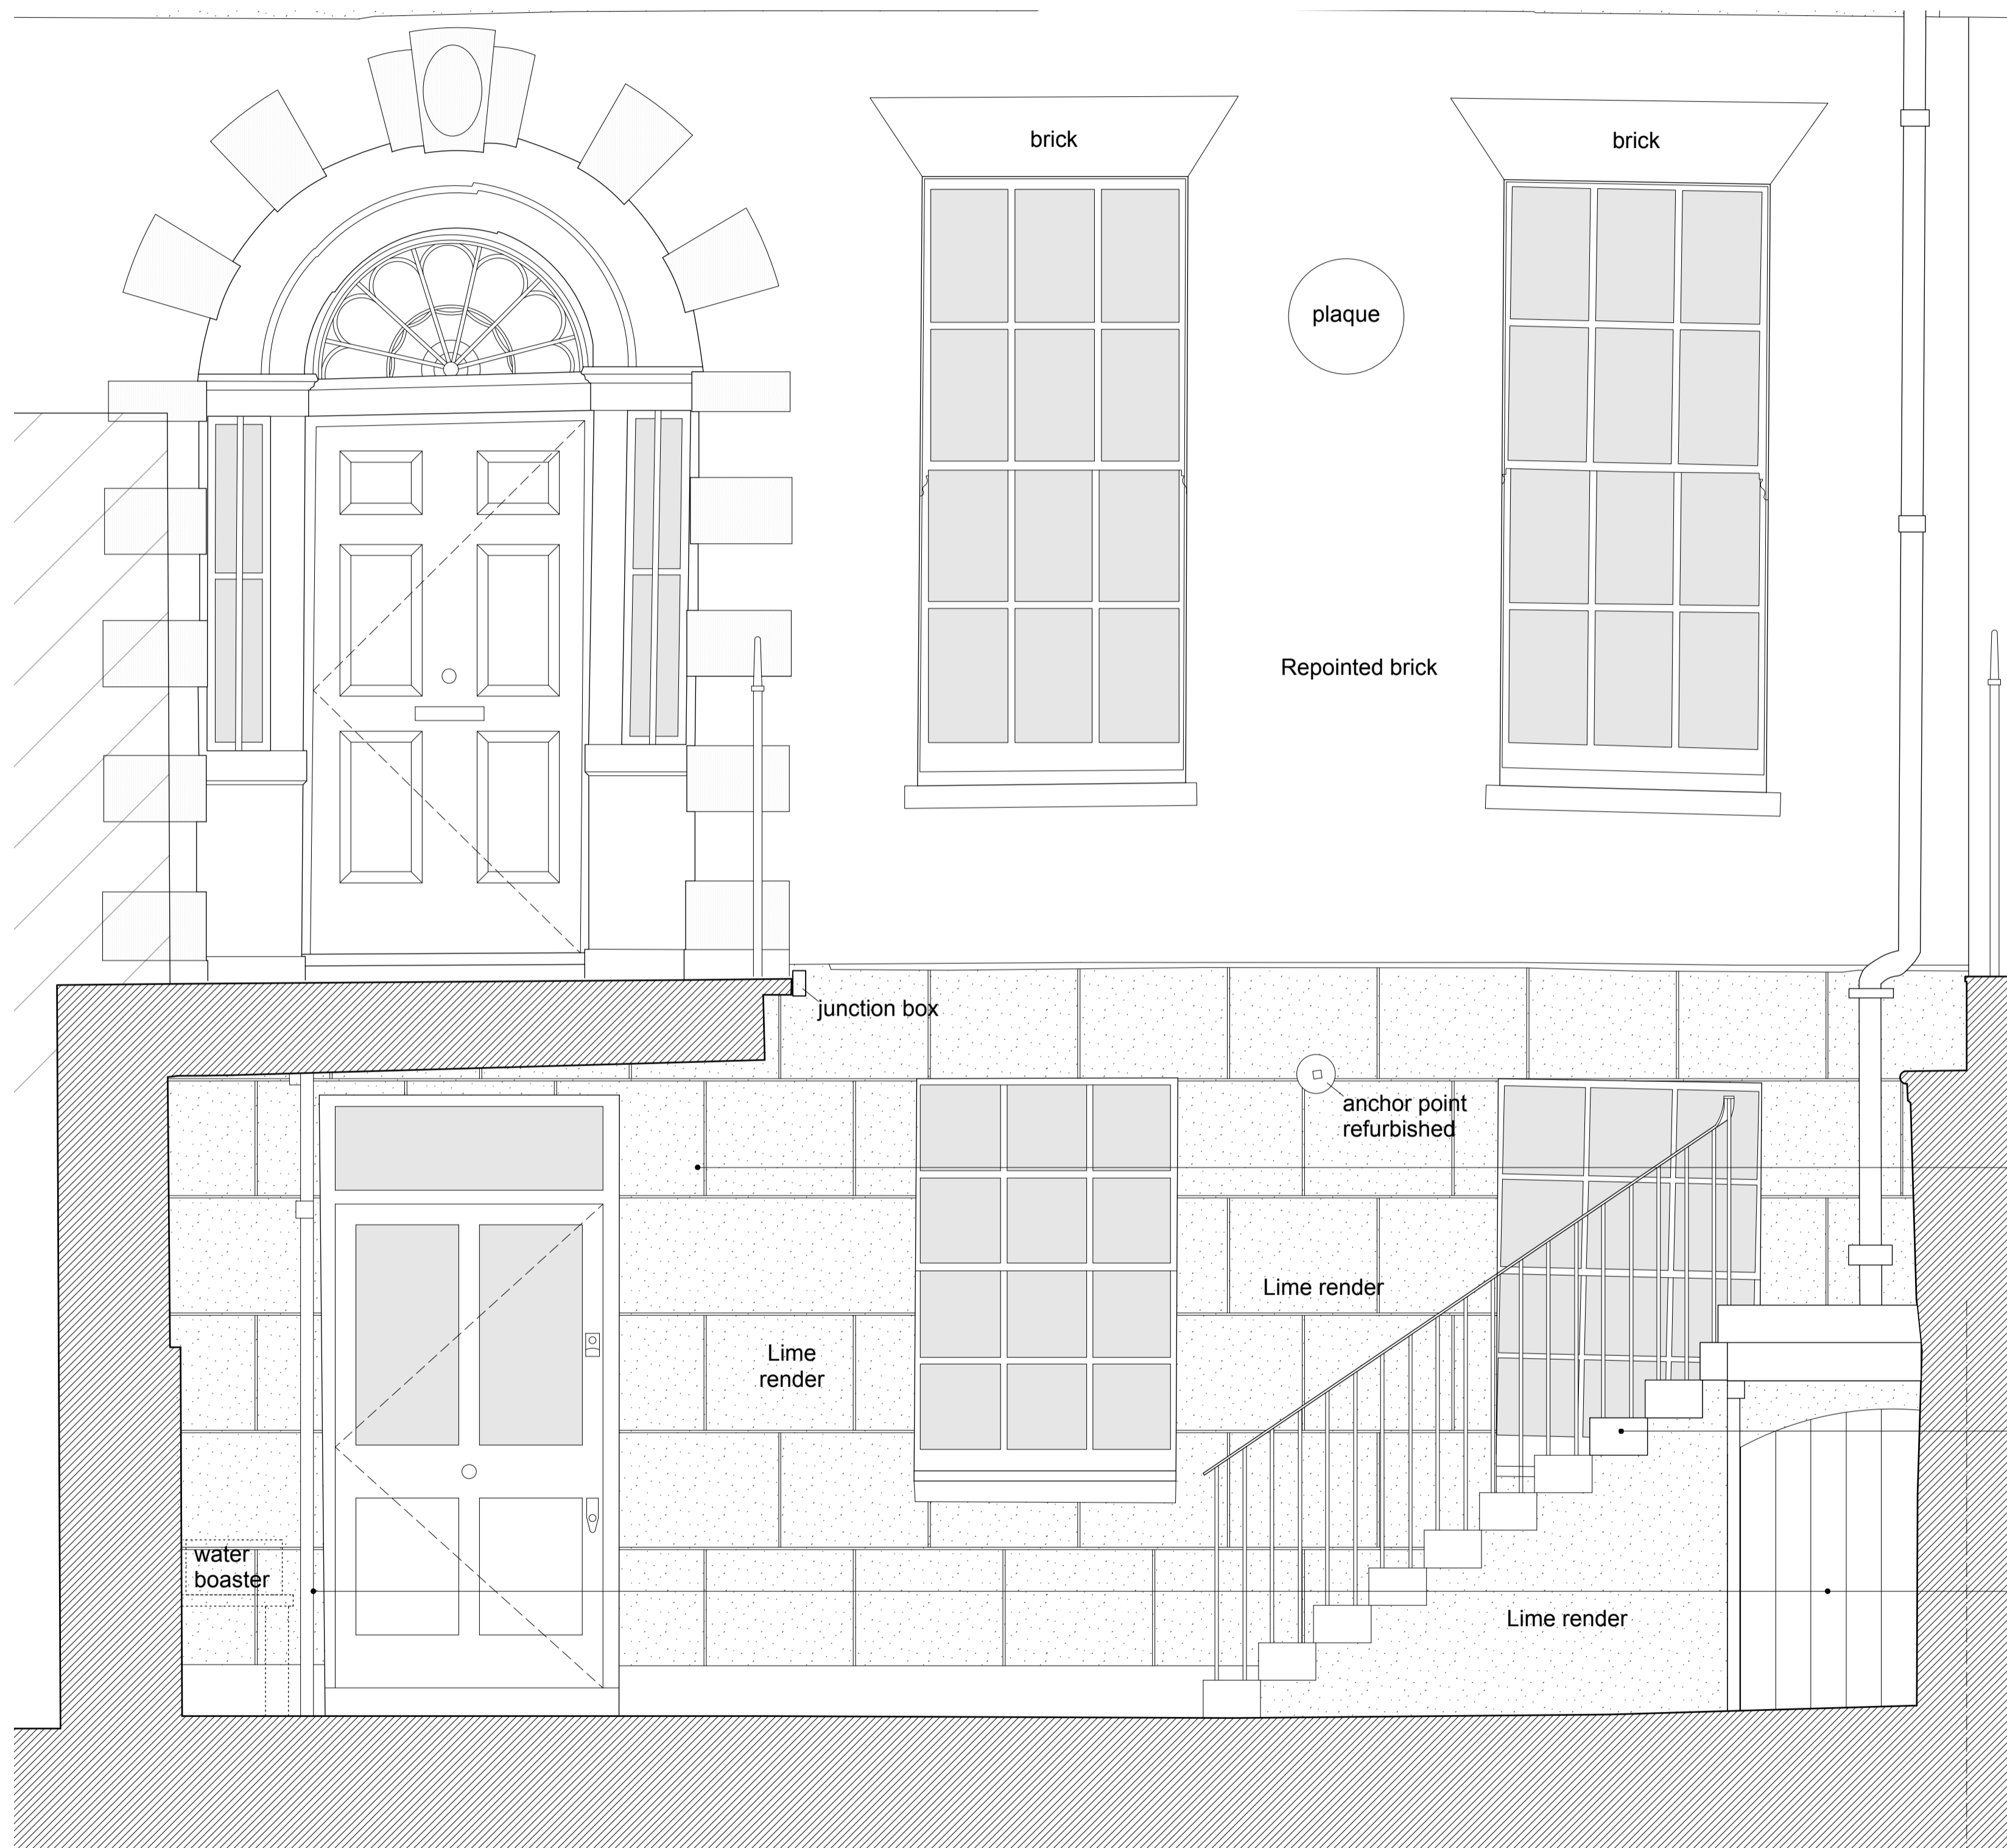 brick
brick
plaque
Repointed brick
junction box
anchor point
refurbished
Lime render
Lime
render
water
boaster
Lime render